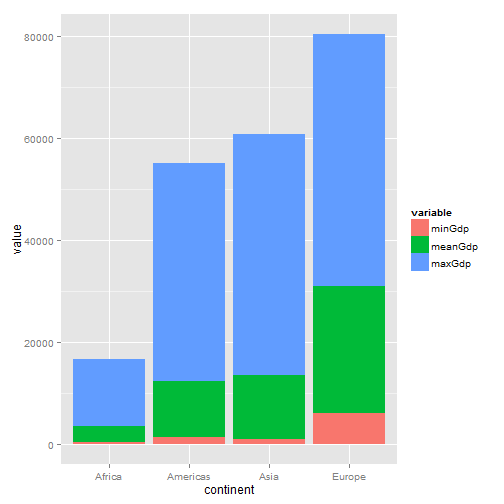 80000
60000
40000
20000
0
value
Africa Americas Asia Europe
continent
variable
minGdp
meanGdp
maxGdp